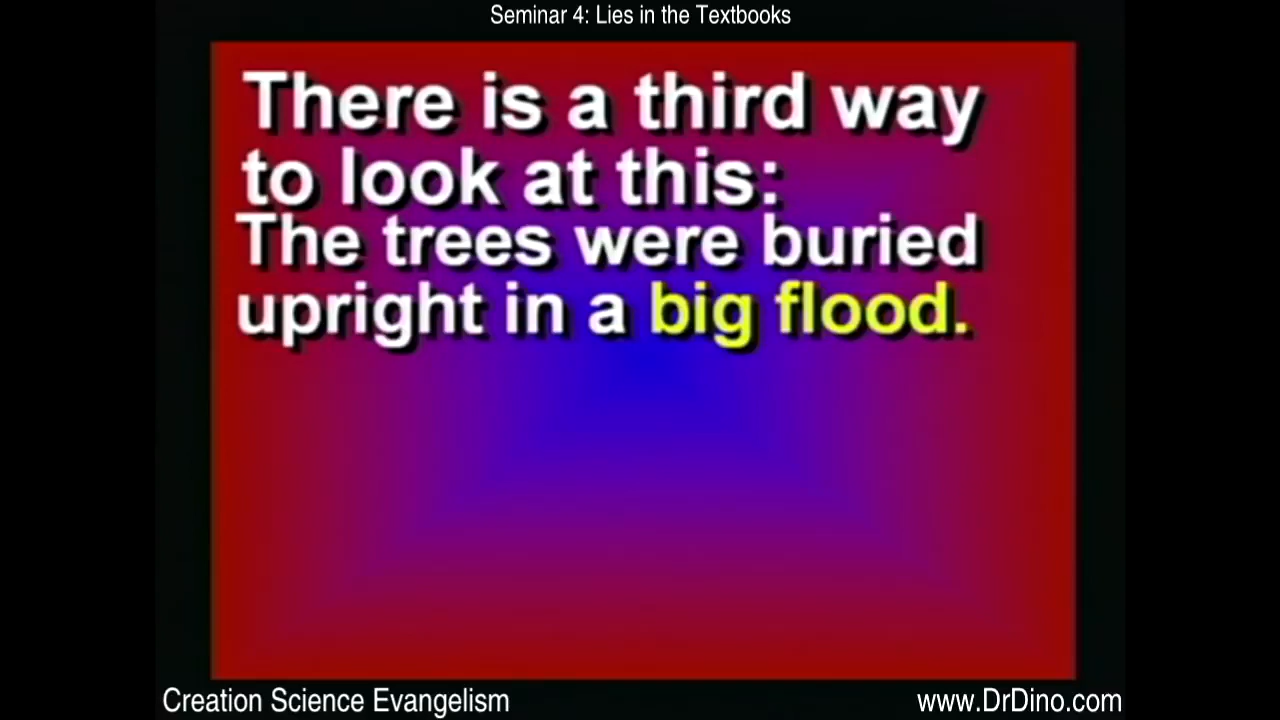 Seminar 4: Lies in the Textbooks
There is a third way
to look at this:
The trees were buried
upright in a big flood.
Creation Science Evangelism
www.DrDino.com